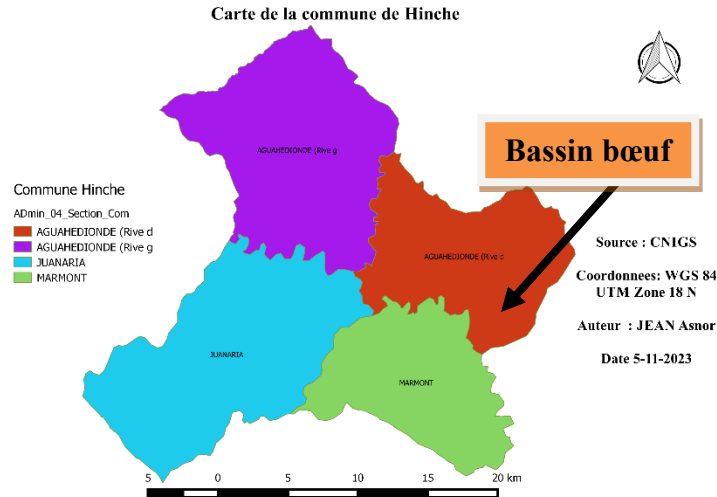 Carte de la commune de Hinche
AGUAHEDIONDE (Rive g
Bassin bœuf
Commune Hinche
ADmin_04_Section_Com
AGUAHEDIONDE (Rive d
AGUAHEDIONDE (Rive g
JUANARIA
MARMONT
AGUAHEDIONDE (Rive d
Source : CNIGS
Coordonnees: WGS 84
UTM Zone 18 N
Auteur : JEAN Asnor
Date 5-11-2023
JUANARIA
MARMONT
5 0 5 10 15 20 km